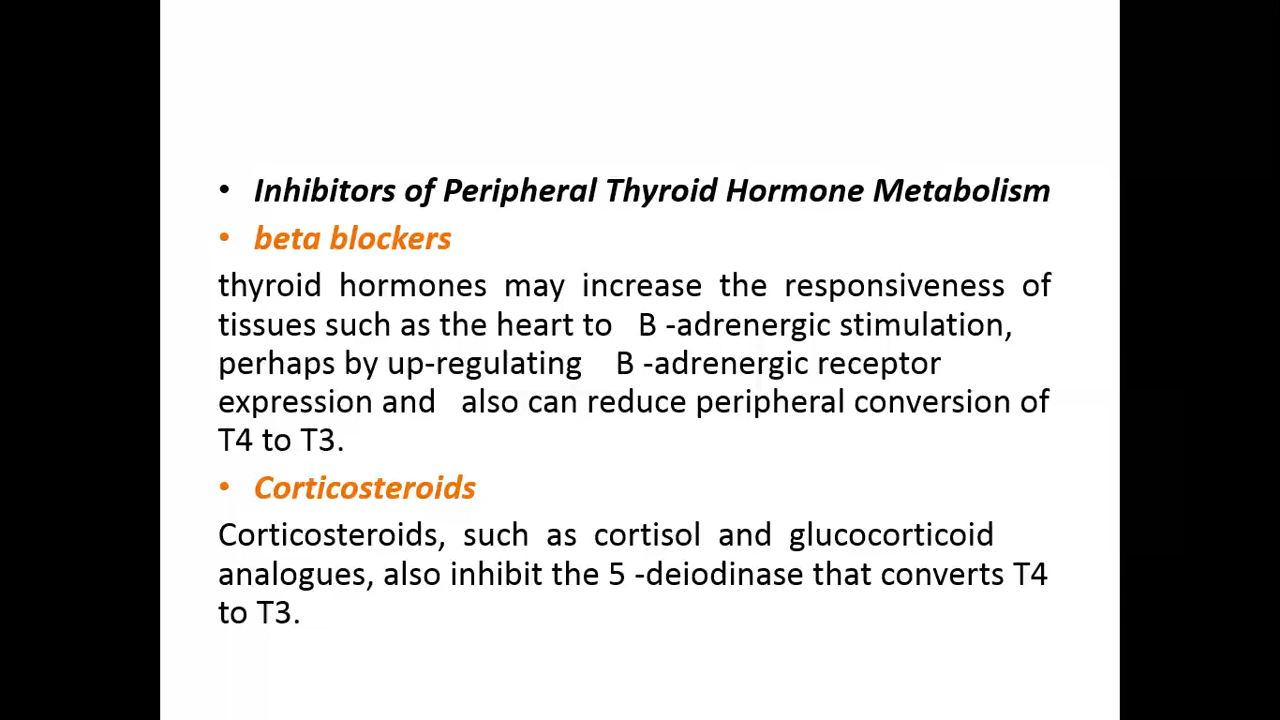 • Inhibitors of Peripheral Thyroid Hormone Metabolism
• beta blockers
thyroid hormones may increase the responsiveness of
tissues such as the heart to B -adrenergic stimulation,
perhaps by up-regulating B -adrenergic receptor
expression and also can reduce peripheral conversion of
T4 to T3.
• Corticosteroids
Corticosteroids, such as cortisol and glucocorticoid
analogues, also inhibit the 5 -deiodinase that converts T4
to T3.